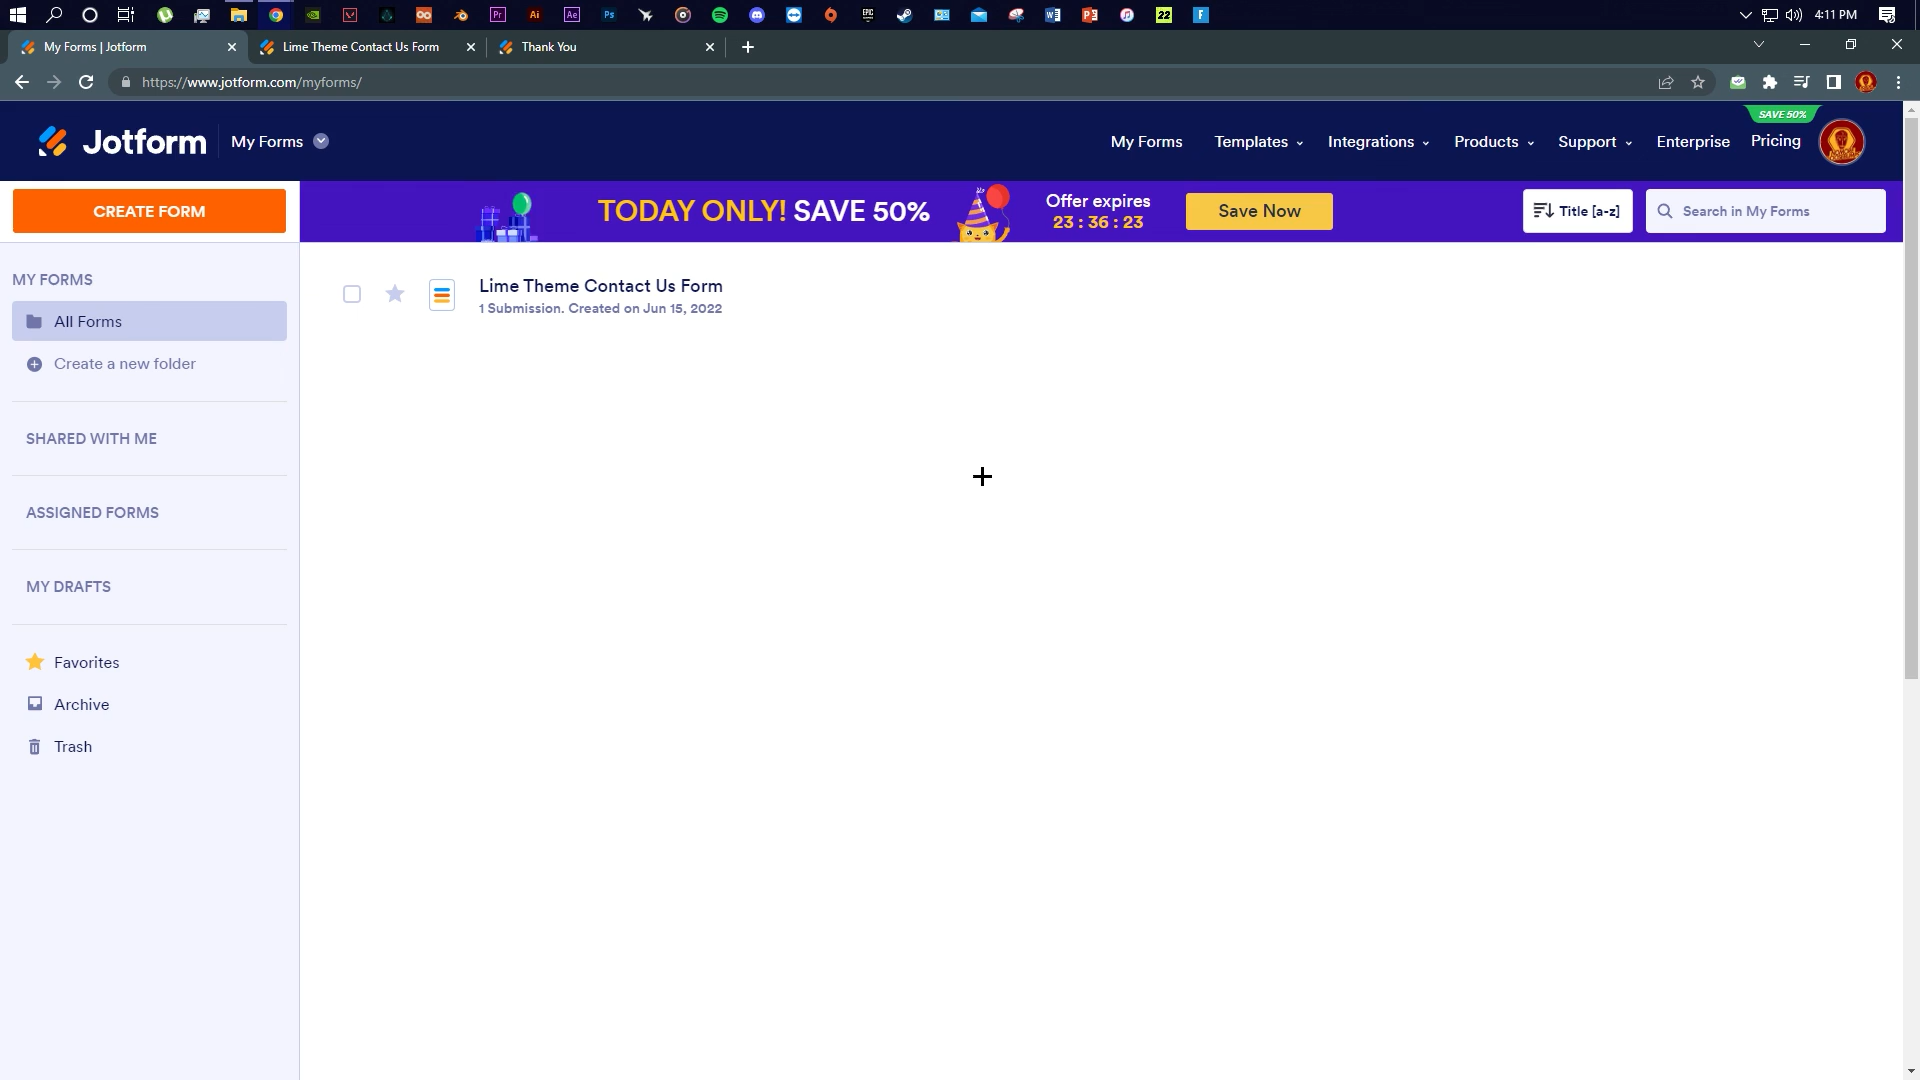 4:11 PM
My Forms | Jotform
Lime Theme Contact Us Form
Thank You
https://www.jotform.com/myforms/
Jotform
My Forms
My Forms
Templates
Integrations
Products
Support
Enterprise
SAVE 50%
Pricing
CREATE FORM
TODAY ONLY! SAVE 50%
Offer expires
23 : 36 : 23
Save Now
Title [a-z]
Search in My Forms
MY FORMS
All Forms
Create a new folder
SHARED WITH ME
ASSIGNED FORMS
MY DRAFTS
Favorites
Archive
Trash
Lime Theme Contact Us Form
1 Submission. Created on Jun 15, 2022